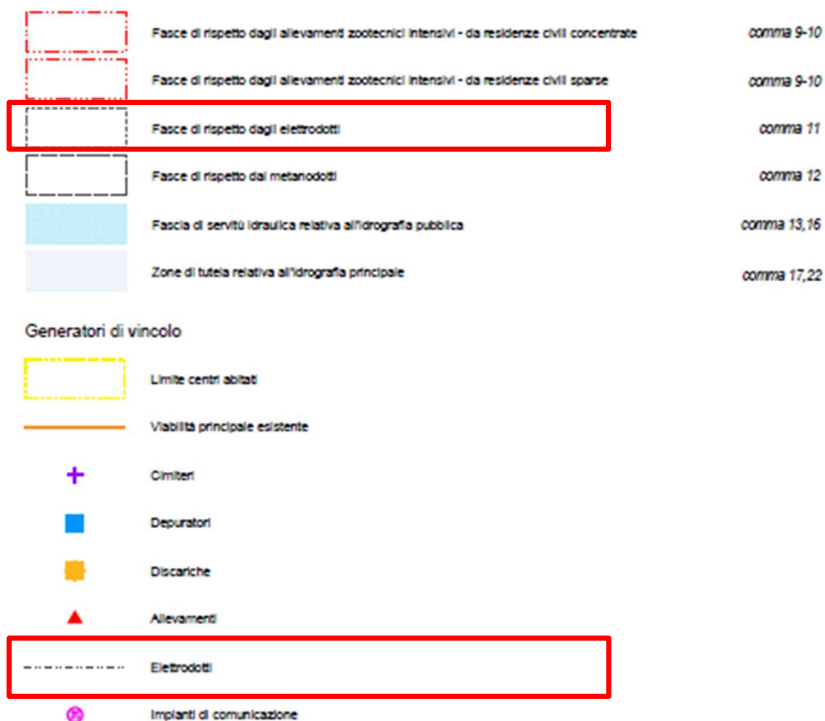 Fasce di rispetto dagli allevamenti zootecnici intensivi - da residenze civili concentrate comma 9-10
Fasce di rispetto dagli allevamenti zootecnici intensivi - da residenze civili sparse comma 9-10
Fasce di rispetto dagli elettrodotti comma 11
Fasce di rispetto dai metanodotti comma 12
Fascia di servitù idraulica relativa all'idrografia pubblica comma 13,16
Zone di tutela relativa all'idrografia principale comma 17,22
Generatori di vincolo
Limite centri abitati
Viabilità principale esistente
Cimiteri
Depuratori
Discariche
Allevamenti
Elettrodotti
Impianti di comunicazione